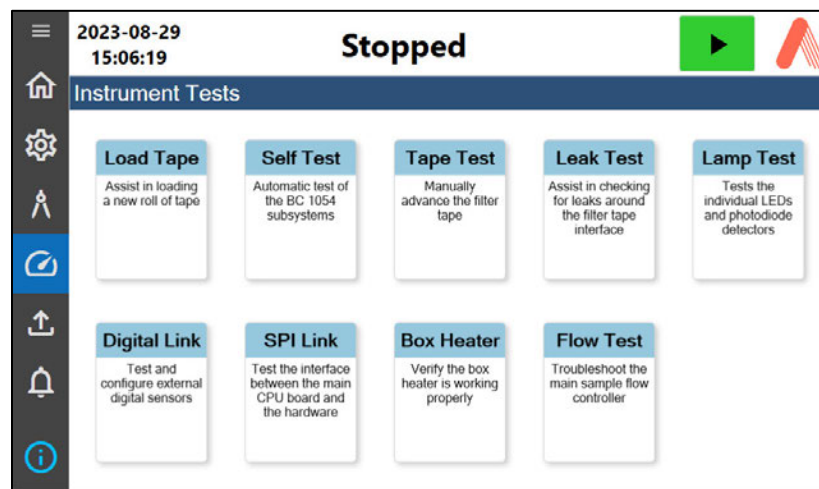 2023-08-29
15:06:19
Stopped
Instrument Tests
Load Tape
Assist in loading
a new roll of tape
Self Test
Automatic test of
the BC 1054
subsystems
Tape Test
Manually
advance the filter
tape
Leak Test
Assist in checking
for leaks around
the filter tape
interface
Lamp Test
Tests the
individual LEDs
and photodiode
detectors
Digital Link
Test and
configure external
digital sensors
SPI Link
Test the interface
between the main
CPU board and
the hardware
Box Heater
Verify the box
heater is working
properly
Flow Test
Troubleshoot the
main sample flow
controller